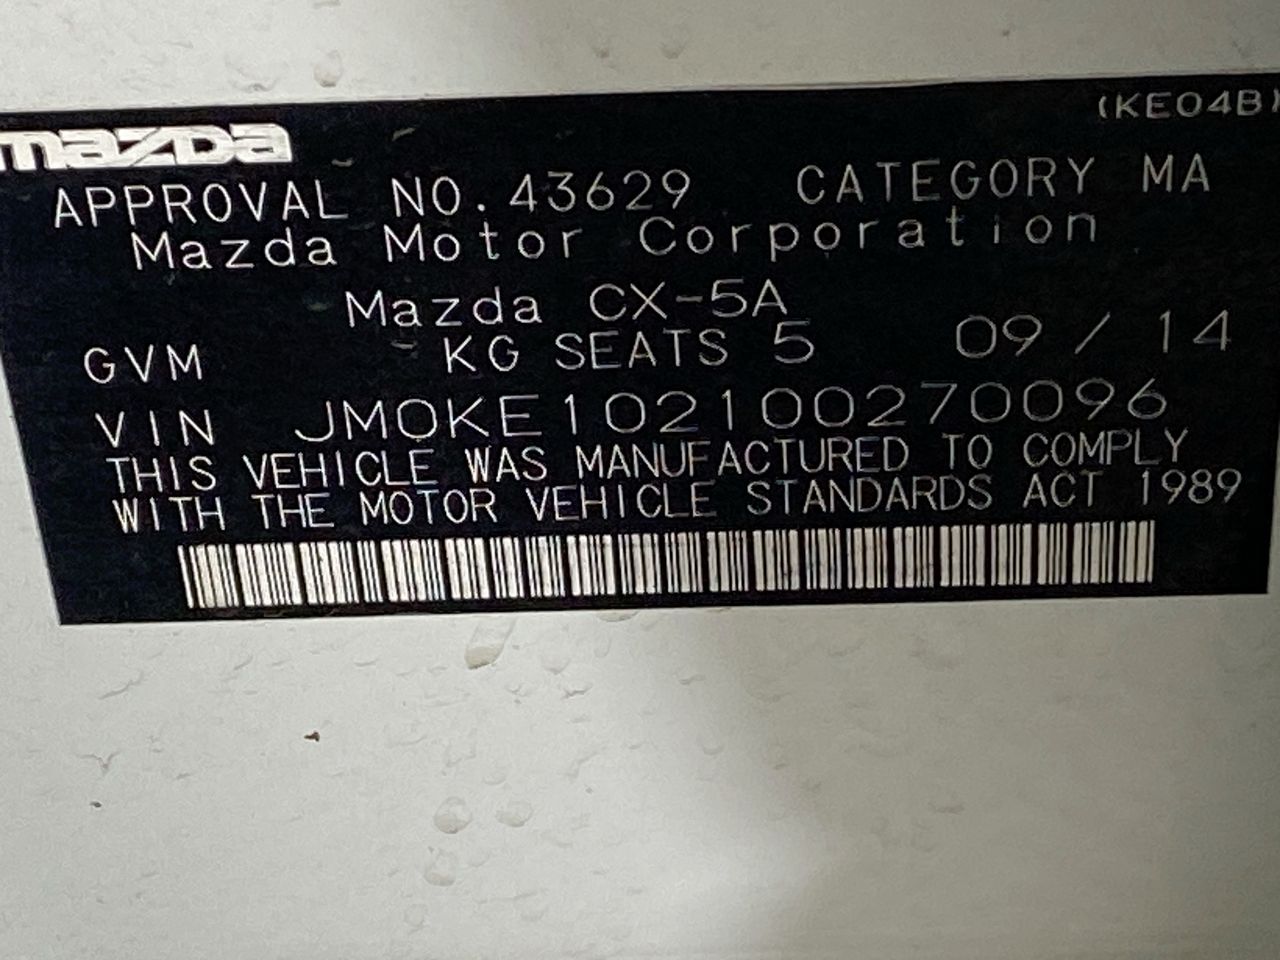 (KE04B)
mazda
APPROVAL NO. 43629 CATEGORY MA
Mazda Motor Corporation
Mazda CX-5A
GVM - KG SEATS 5 09 / 14
VIN JM0KE102100270096
THIS VEHICLE WAS MANUFACTURED TO COMPLY
WITH THE MOTOR VEHICLE STANDARDS ACT 1989